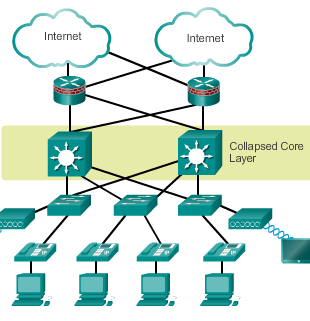 Internet
Internet
Collapsed Core
Layer